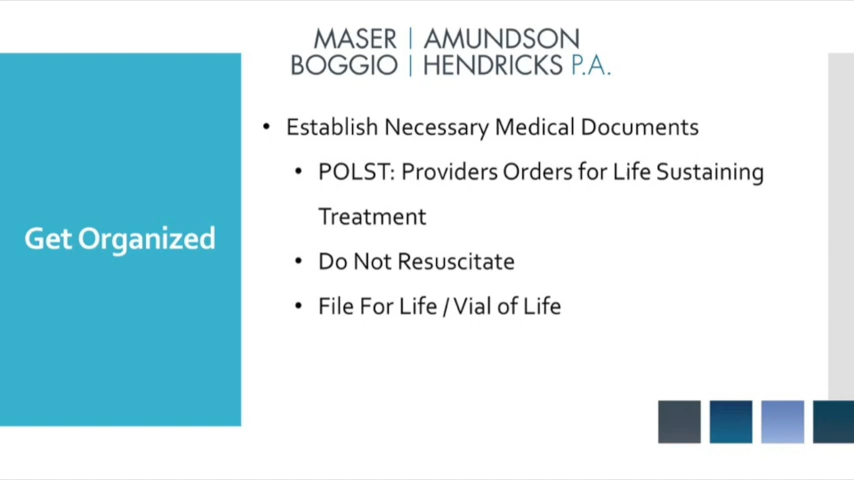 MASER | AMUNDSON
BOGGIO | HENDRICKS P.A.
Get Organized
• Establish Necessary Medical Documents
• POLST: Providers Orders for Life Sustaining
Treatment
• Do Not Resuscitate
• File For Life / Vial of Life